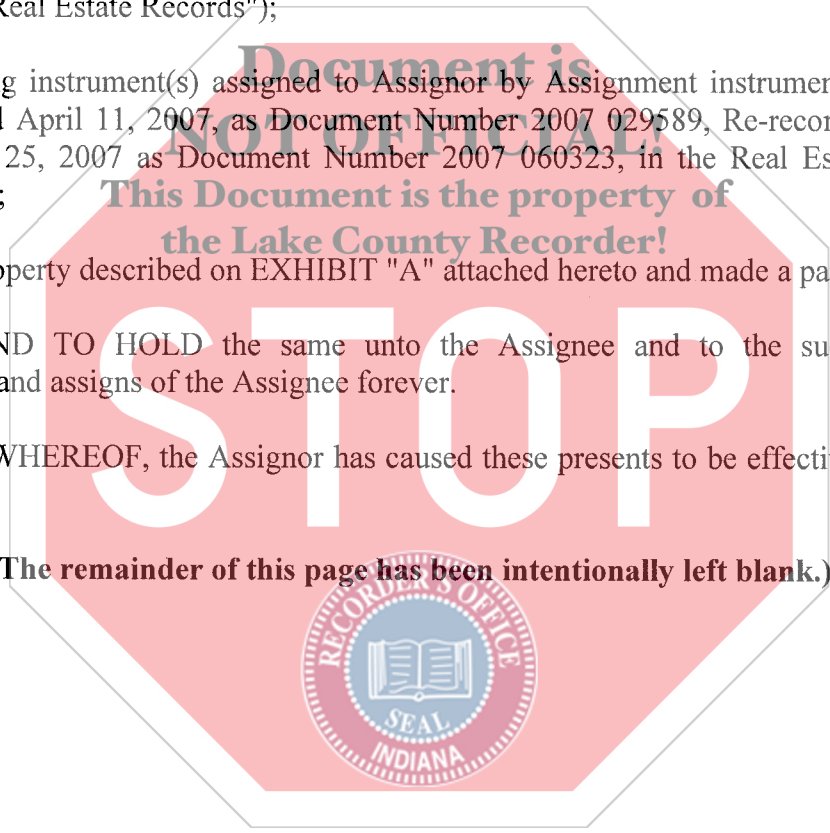 Real Estate Records");
Document is
g instrument(s) assigned to Assignor by Assignment instrumen
April 11, 2007, as Document Number 2007 029589, Re-recor
NOT OFFICIAL!
25, 2007 as Document Number 2007 060323, in the Real Es
;
This Document is the property of
the Lake County Recorder!
operty described on EXHIBIT "A" attached hereto and made a pa
ND TO HOLD the same unto the Assignee and to the su
and assigns of the Assignee forever.
STOP
WHEREOF, the Assignor has caused these presents to be effecti
The remainder of this page has been intentionally left blank.)
RECORDER'S OFFICE
SEAL
INDIANA